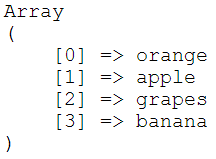 Array
(
    [0] => orange
    [1] => apple
    [2] => grapes
    [3] => banana
)